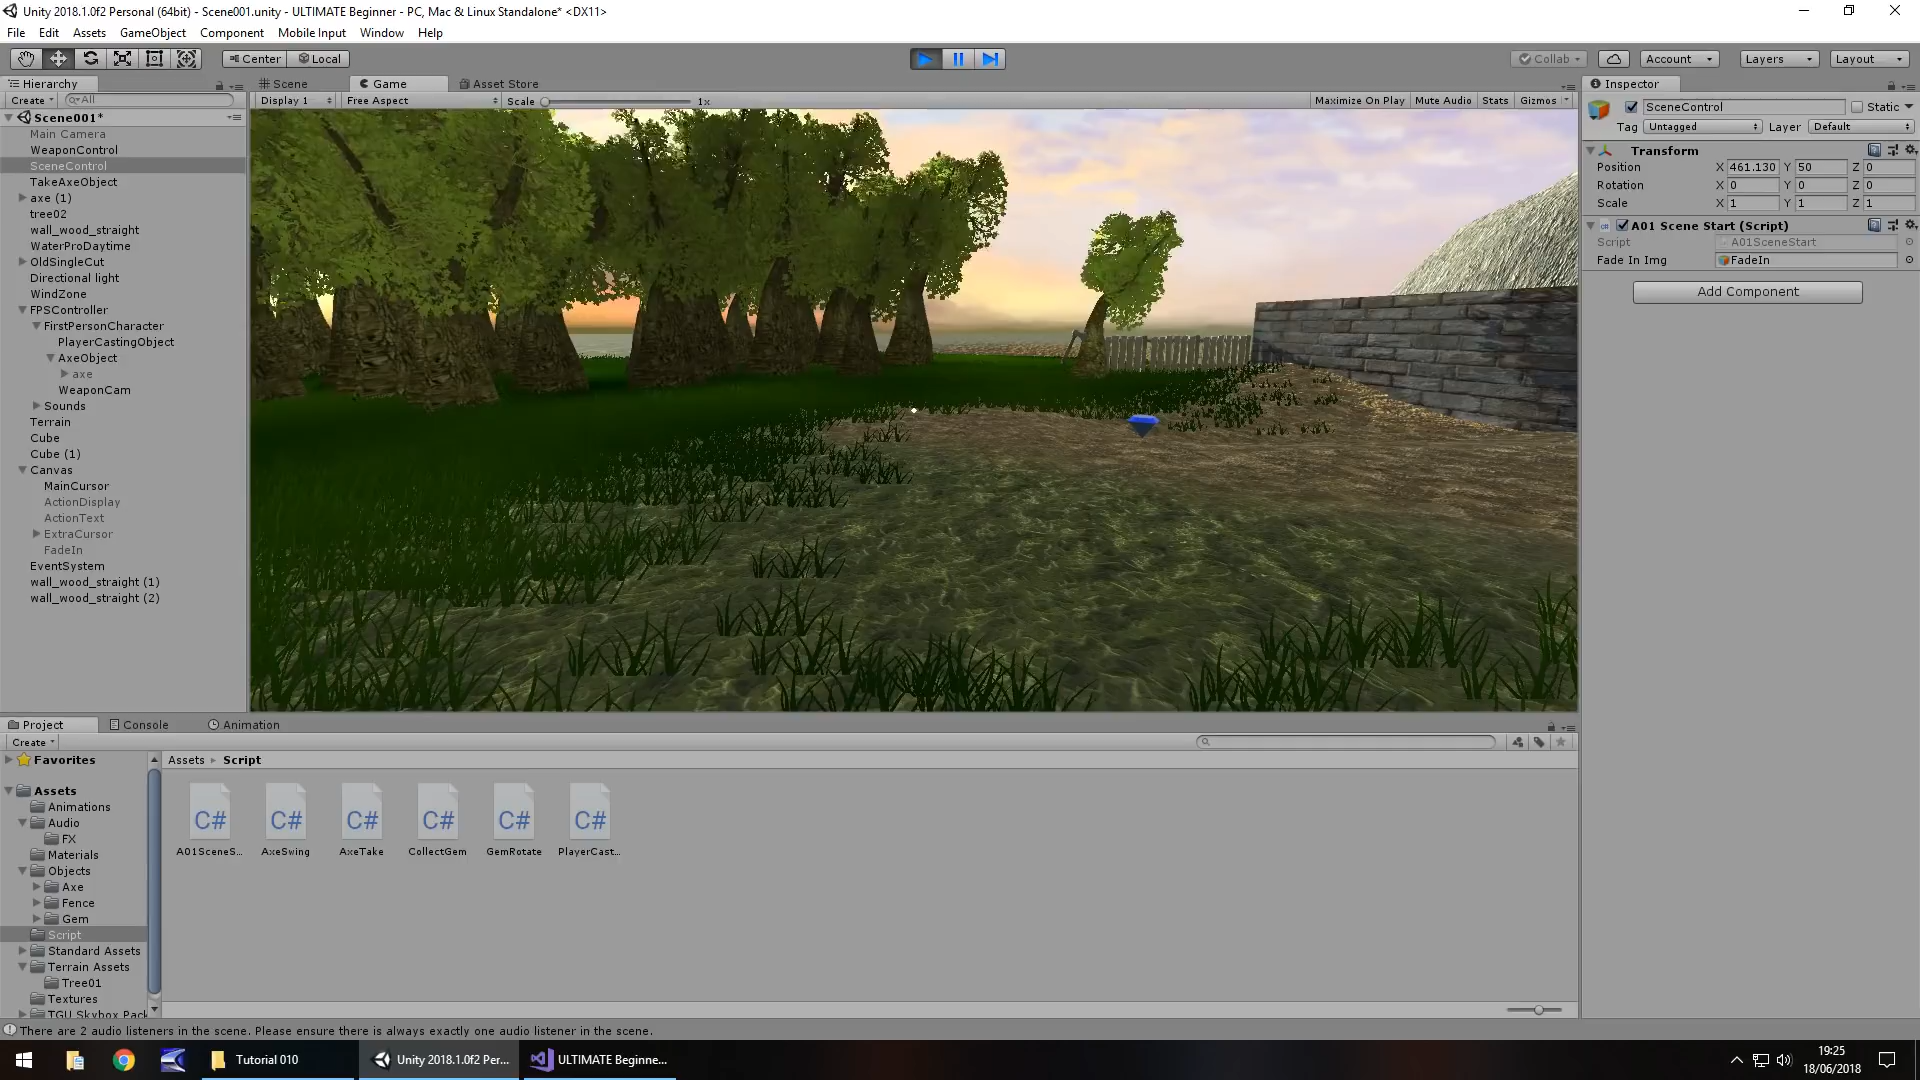 Unity 2018.1.0f2 Personal (64bit) - Scene001.unity - ULTIMATE Beginner - PC, Mac & Linux Standalone* <DX11>
File Edit Assets GameObject Component Mobile Input Window Help
Center Local Collab Account Layers Layout
Hierarchy Scene Game Asset Store Inspector
Create All Display 1 Free Aspect Scale 1x Maximize On Play Mute Audio Stats Gizmos
SceneControl Static
Tag Untagged Layer Default
Transform
Position X 461.130 Y 50 Z 0
Rotation X 0 Y 0 Z 0
Scale X 1 Y 1 Z 1
A01 Scene Start (Script)
Script A01SceneStart
Fade In Img FadeIn
Add Component
Scene001*
Main Camera
WeaponControl
SceneControl
TakeAxeObject
axe (1)
tree02
wall_wood_straight
WaterProDaytime
OldSingleCut
Directional light
WindZone
FPSController
FirstPersonCharacter
PlayerCastingObject
AxeObject
axe
WeaponCam
Sounds
Terrain
Cube
Cube (1)
Canvas
MainCursor
ActionDisplay
ActionText
ExtraCursor
FadeIn
EventSystem
wall_wood_straight (1)
wall_wood_straight (2)
Project Console Animation
Create
Favorites
Assets
Animations
Audio
FX
Materials
Objects
Axe
Fence
Gem
Script
Standard Assets
Terrain Assets
Tree01
Textures
TGU Skybox Pack
Assets Script
C# C# C# C# C# C#
A01SceneS... AxeSwing AxeTake CollectGem GemRotate PlayerCast...
There are 2 audio listeners in the scene. Please ensure there is always exactly one audio listener in the scene.
Tutorial 010 Unity 2018.1.0f2 Per... ULTIMATE Beginne...
19:25
18/06/2018